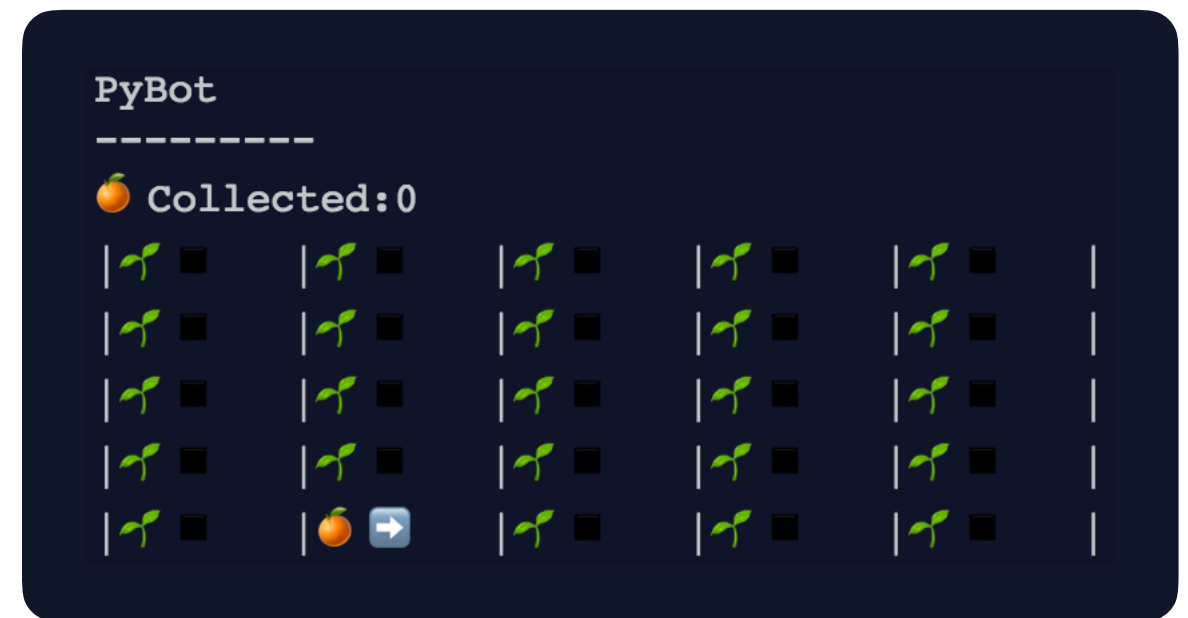 PyBot
---------
🍊 Collected:0
|🌱 ⬛ |🌱 ⬛ |🌱 ⬛ |🌱 ⬛ |🌱 ⬛ |
|🌱 ⬛ |🌱 ⬛ |🌱 ⬛ |🌱 ⬛ |🌱 ⬛ |
|🌱 ⬛ |🌱 ⬛ |🌱 ⬛ |🌱 ⬛ |🌱 ⬛ |
|🌱 ⬛ |🌱 ⬛ |🌱 ⬛ |🌱 ⬛ |🌱 ⬛ |
|🌱 ⬛ |🍊 ➡️ |🌱 ⬛ |🌱 ⬛ |🌱 ⬛ |